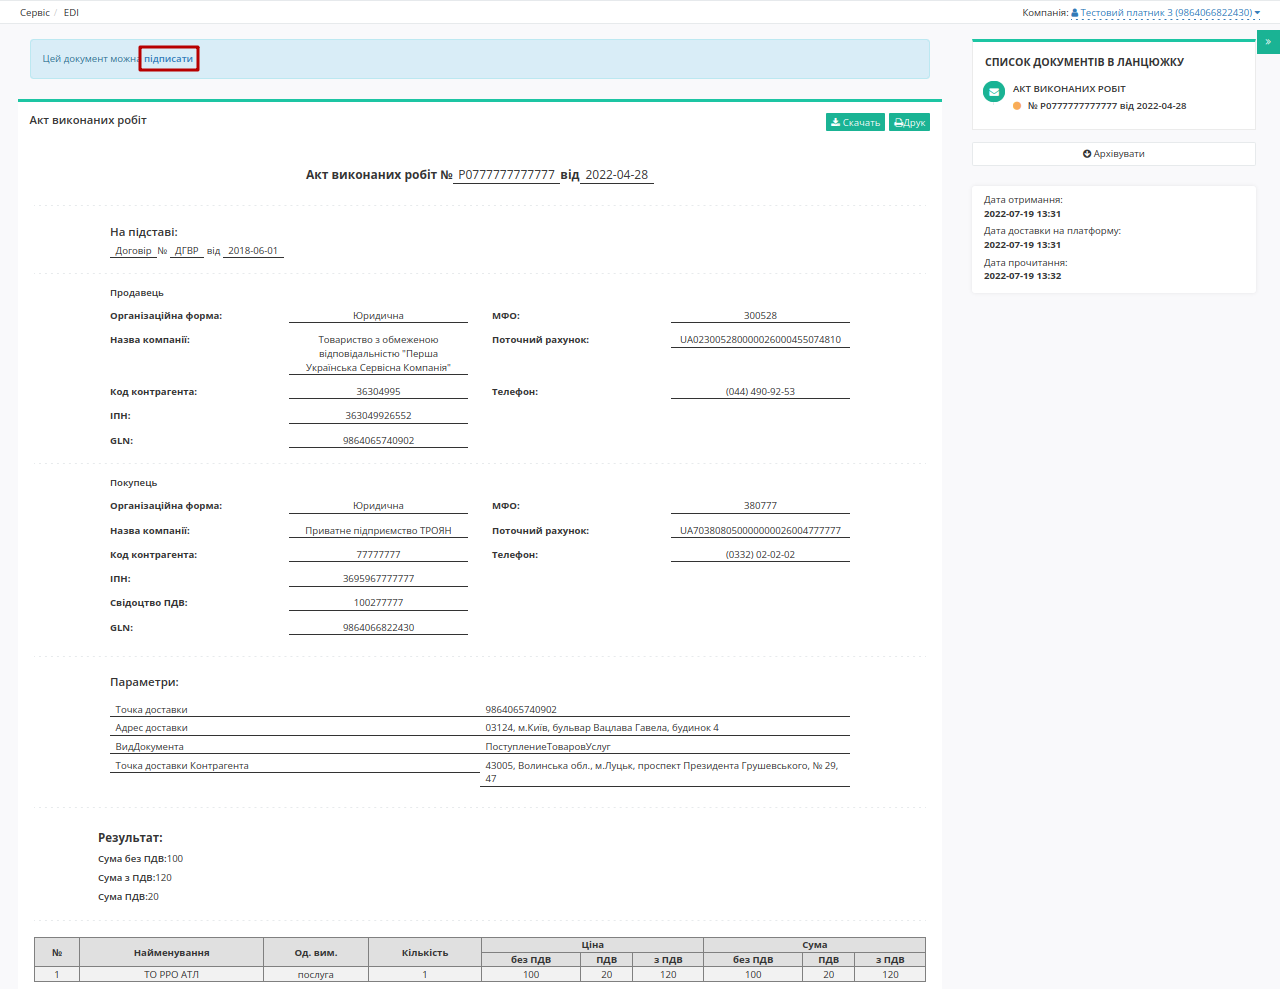 Сервіс / EDI
Компанія: Тестовий платник 3 (9864066822430)
Цей документ можна підписати
»
СПИСОК ДОКУМЕНТІВ В ЛАНЦЮЖКУ
АКТ ВИКОНАНИХ РОБІТ
№ Р0777777777777 від 2022-04-28
Архівувати
Дата отримання:
2022-07-19 13:31
Дата доставки на платформу:
2022-07-19 13:31
Дата прочитання:
2022-07-19 13:32
Акт виконаних робіт
Скачать Друк
Акт виконаних робіт № Р0777777777777 від 2022-04-28
На підставі:
Договір № ДГВР від 2018-06-01
Продавець
Організаційна форма: Юридична МФО: 300528
Назва компанії: Товариство з обмеженою Поточний рахунок: UA023005280000026000455074810
відповідальністю "Перша
Українська Сервісна Компанія"
Код контрагента: 36304995 Телефон: (044) 490-92-53
ІПН: 363049926552
GLN: 9864065740902
Покупець
Організаційна форма: Юридична МФО: 380777
Назва компанії: Приватне підприємство ТРОЯН Поточний рахунок: UA703808050000000026004777777
Код контрагента: 77777777 Телефон: (0332) 02-02-02
ІПН: 3695967777777
Свідоцтво ПДВ: 100277777
GLN: 9864066822430
Параметри:
Точка доставки 9864065740902
Адрес доставки 03124, м.Київ, бульвар Вацлава Гавела, будинок 4
ВидДокумента ПоступлениеТоваровУслуг
Точка доставки Контрагента 43005, Волинська обл., м.Луцьк, проспект Президента Грушевського, № 29,
47
Результат:
Сума без ПДВ:100
Сума з ПДВ:120
Сума ПДВ:20
№ Найменування Од. вим. Кількість Ціна Сума
без ПДВ ПДВ з ПДВ без ПДВ ПДВ з ПДВ
1 ТО РРО АТЛ послуга 1 100 20 120 100 20 120